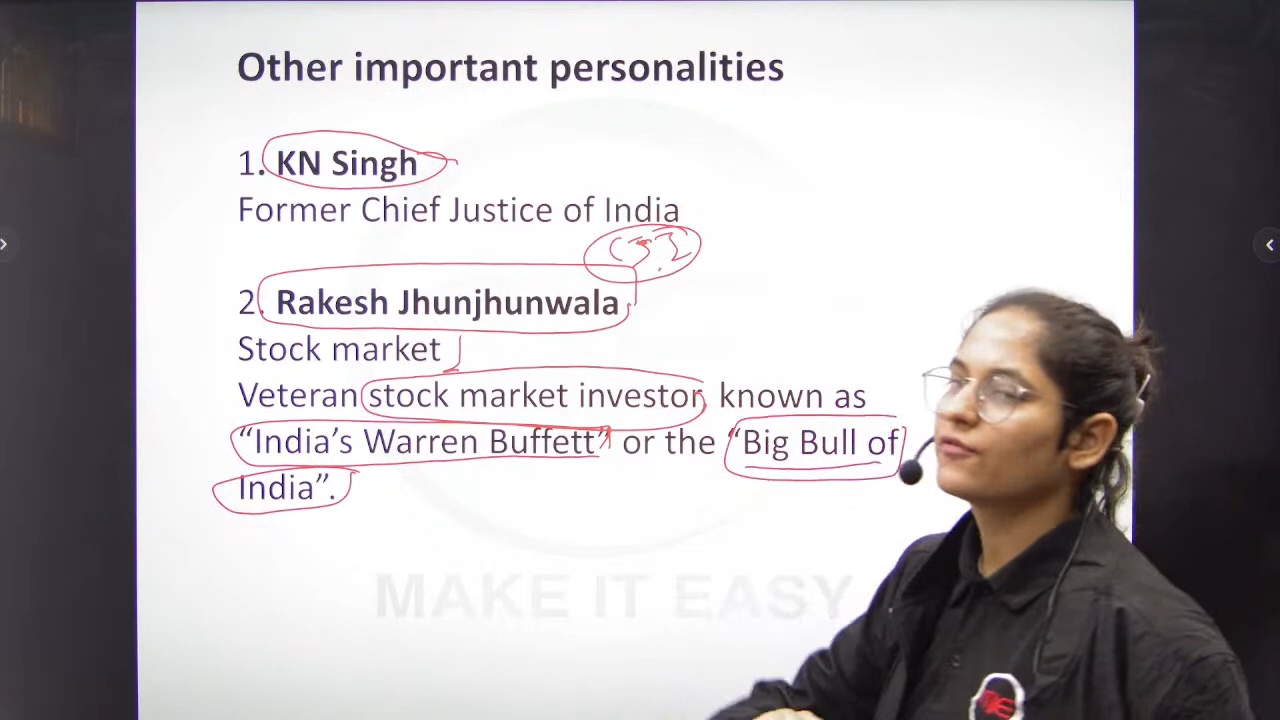 Other important personalities
1. KN Singh
Former Chief Justice of India
CJI
2. Rakesh Jhunjhunwala
Stock market
Veteran stock market investor, known as
“India’s Warren Buffett” or the “Big Bull of
India”.
MAKE IT EASY